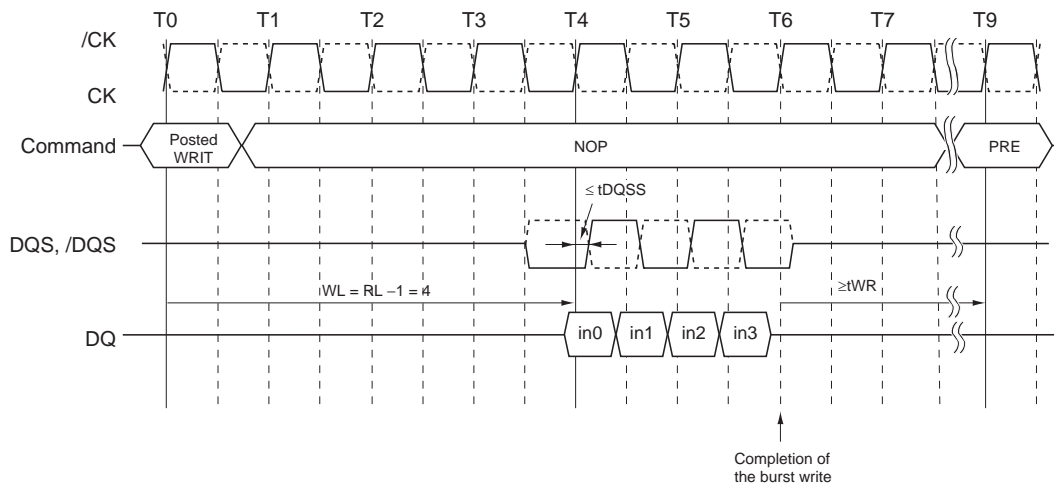 T0 T1 T2 T3 T4 T5 T6 T7 T9
/CK
CK
Command
Posted
WRIT
NOP
PRE
≤ tDQSS
DQS, /DQS
WL = RL −1 = 4
≥tWR
DQ
in0 in1 in2 in3
Completion of
the burst write